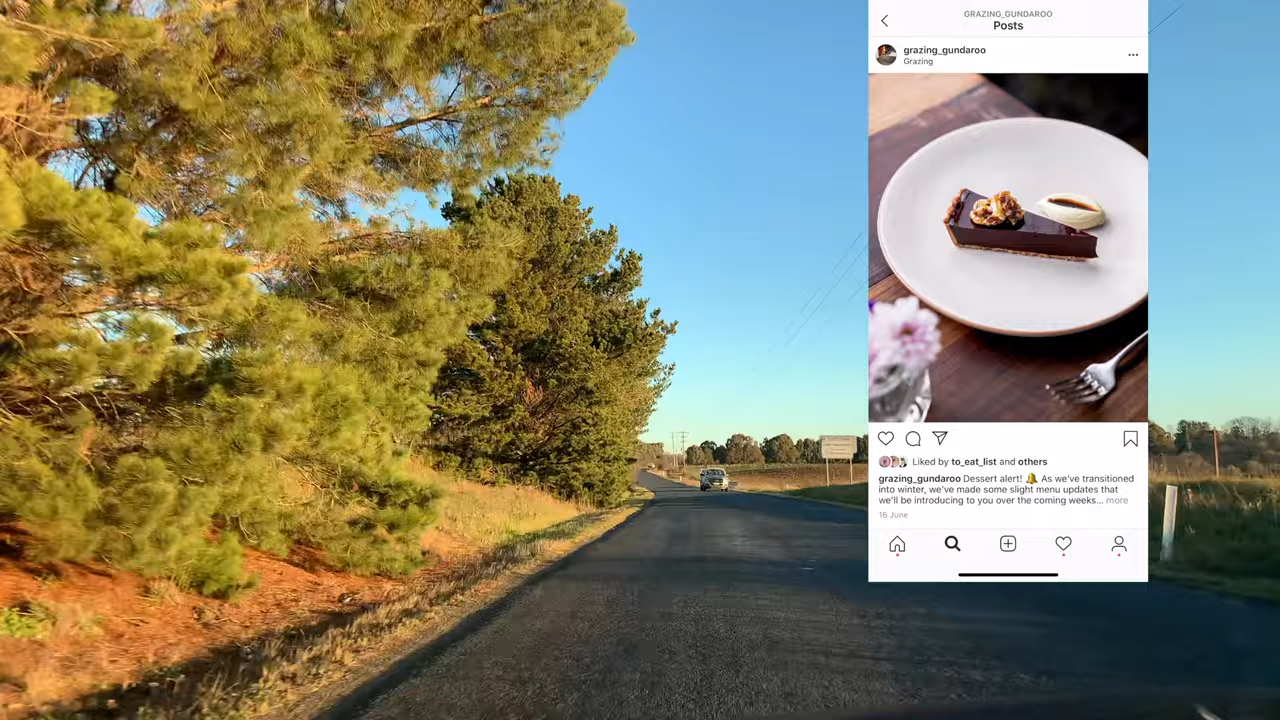 GRAZING_GUNDAROO
Posts
grazing_gundaroo
Grazing
Liked by to_eat_list and others
grazing_gundaroo Dessert alert! 🔔 As we've transitioned
into winter, we've made some slight menu updates that
we'll be introducing to you over the coming weeks... more
16 June